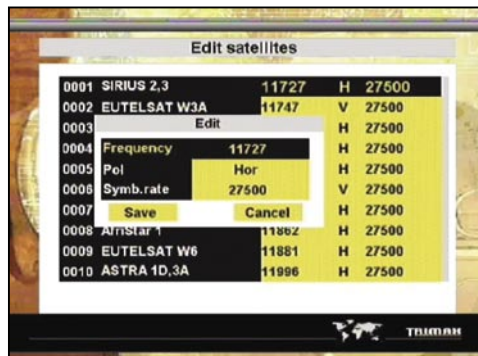 Edit satellites
0001 SIRIUS 2,3 11727 H 27500
0002 EUTELSAT W3A 11747 V 27500
0003 H 27500
Edit
0004 H 27500
Frequency 11727
0005 H 27500
Pol Hor
0006 V 27500
Symb.rate 27500
0007 H 27500
Save Cancel
0008 AfriStar 1 11862 H 27500
0009 EUTELSAT W6 11881 H 27500
0010 ASTRA 1D,3A 11996 H 27500
TRIMAX